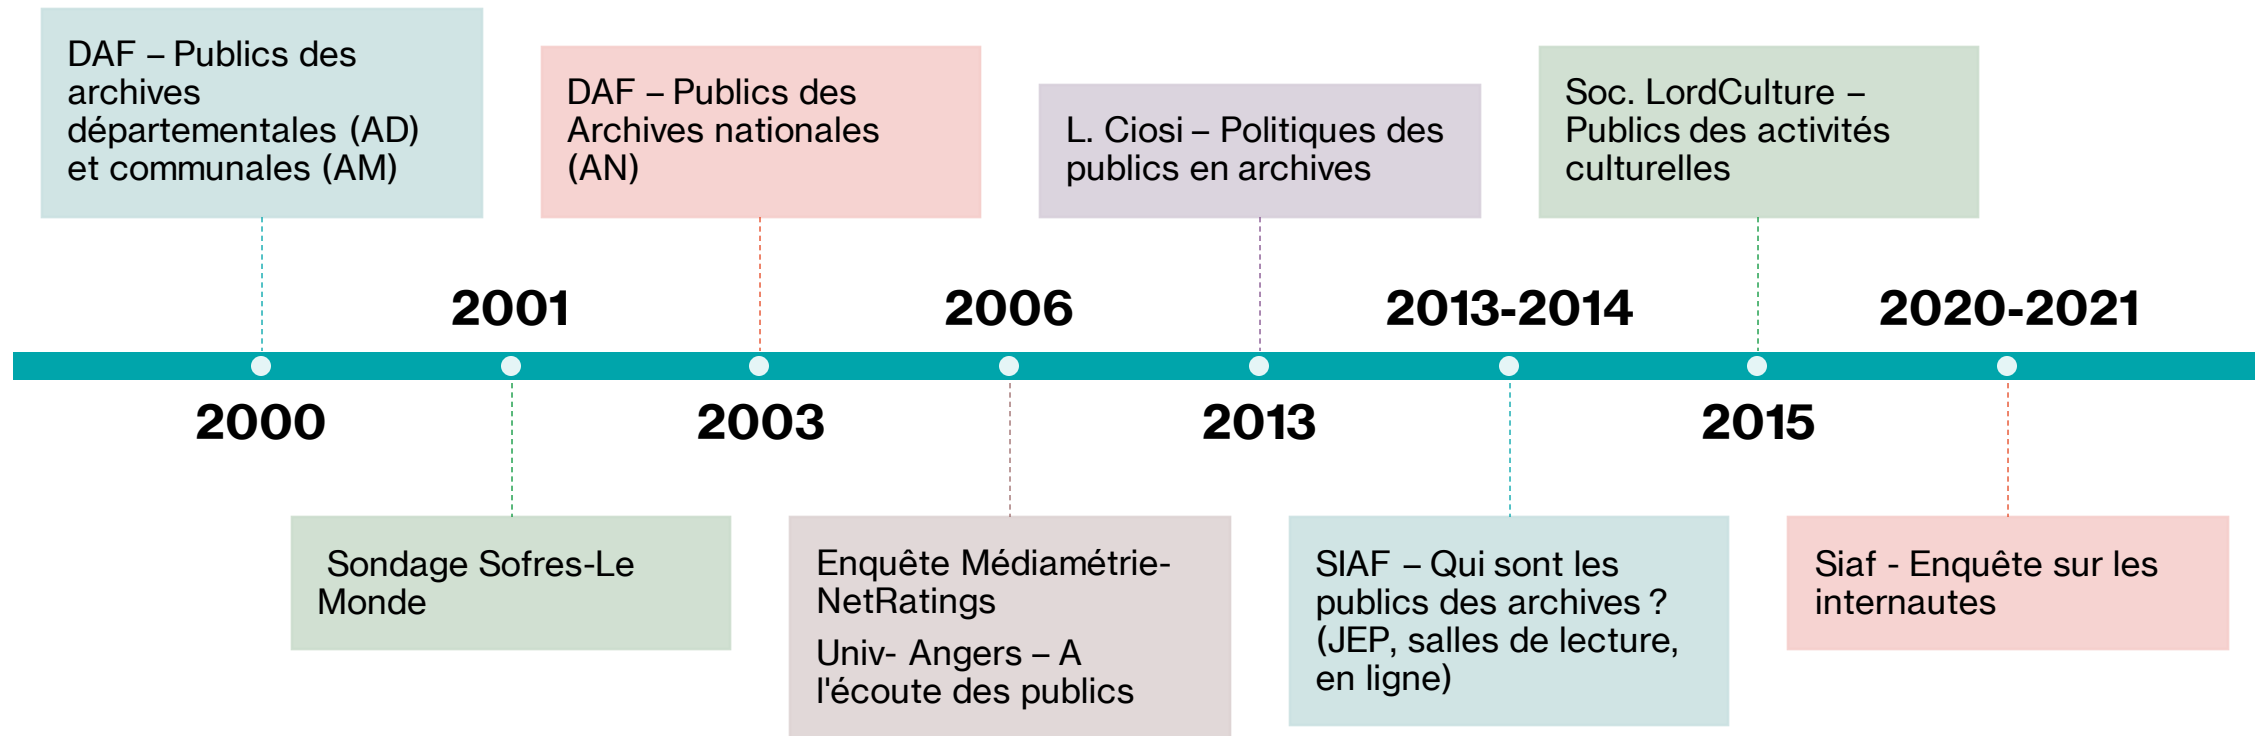 DAF – Publics des
archives
départementales (AD)
et communales (AM)
DAF – Publics des
Archives nationales
(AN)
L. Ciosi – Politiques des
publics en archives
Soc. LordCulture –
Publics des activités
culturelles
2001
2006
2013-2014
2020-2021
2000
2003
2013
2015
Sondage Sofres-Le
Monde
Enquête Médiamétrie-
NetRatings
Univ- Angers – A
l'écoute des publics
SIAF – Qui sont les
publics des archives ?
(JEP, salles de lecture,
en ligne)
Siaf - Enquête sur les
internautes